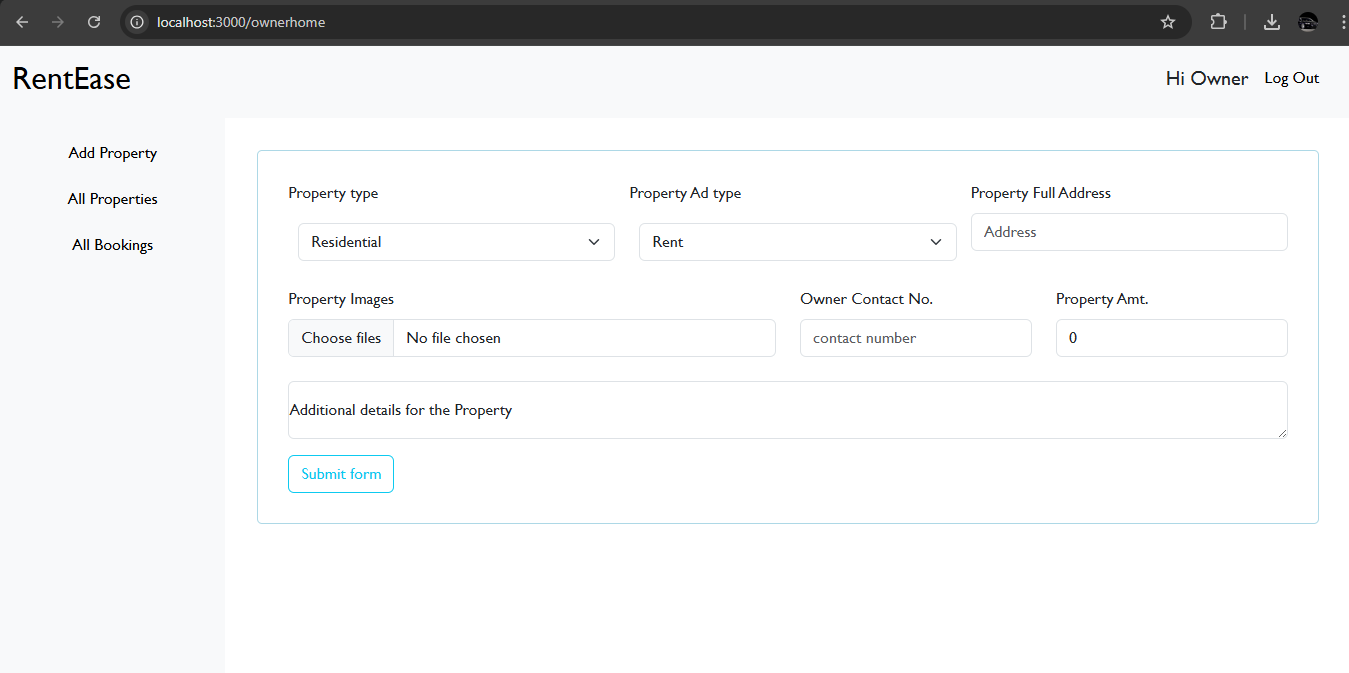 localhost:3000/ownerhome
RentEase
Hi Owner Log Out
Add Property
All Properties
All Bookings
Property type Property Ad type Property Full Address
Residential Rent Address
Property Images Owner Contact No. Property Amt.
Choose files No file chosen contact number 0
Additional details for the Property
Submit form